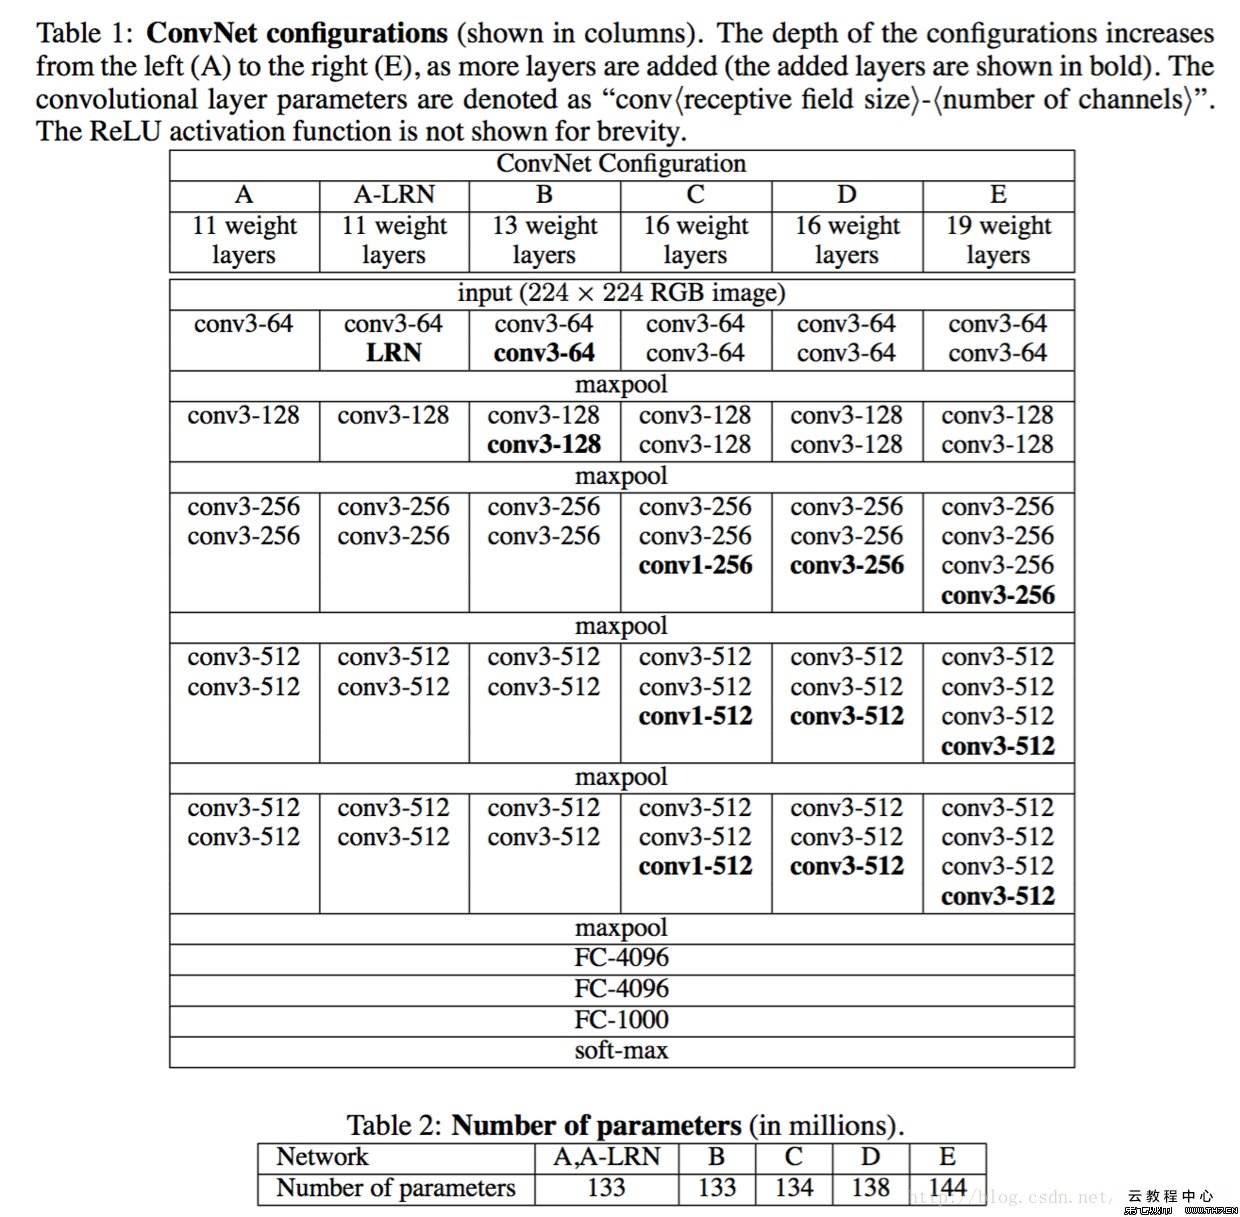 Table 1: ConvNet configurations (shown in columns). The depth of the configurations increases
from the left (A) to the right (E), as more layers are added (the added layers are shown in bold). The
convolutional layer parameters are denoted as “conv⟨receptive field size⟩-⟨number of channels⟩”.
The ReLU activation function is not shown for brevity.
ConvNet Configuration
A A-LRN B C D E
11 weight 11 weight 13 weight 16 weight 16 weight 19 weight
layers layers layers layers layers layers
input (224 × 224 RGB image)
conv3-64 conv3-64 conv3-64 conv3-64 conv3-64 conv3-64
LRN conv3-64 conv3-64 conv3-64 conv3-64
maxpool
conv3-128 conv3-128 conv3-128 conv3-128 conv3-128 conv3-128
conv3-128 conv3-128 conv3-128 conv3-128
maxpool
conv3-256 conv3-256 conv3-256 conv3-256 conv3-256 conv3-256
conv3-256 conv3-256 conv3-256 conv3-256 conv3-256 conv3-256
conv1-256 conv3-256 conv3-256
conv3-256
maxpool
conv3-512 conv3-512 conv3-512 conv3-512 conv3-512 conv3-512
conv3-512 conv3-512 conv3-512 conv3-512 conv3-512 conv3-512
conv1-512 conv3-512 conv3-512
conv3-512
maxpool
conv3-512 conv3-512 conv3-512 conv3-512 conv3-512 conv3-512
conv3-512 conv3-512 conv3-512 conv3-512 conv3-512 conv3-512
conv1-512 conv3-512 conv3-512
conv3-512
maxpool
FC-4096
FC-4096
FC-1000
soft-max
Table 2: Number of parameters (in millions).
Network A,A-LRN B C D E
Number of parameters 133 133 134 138 144
http://blog.csdn.net/
云教程中心